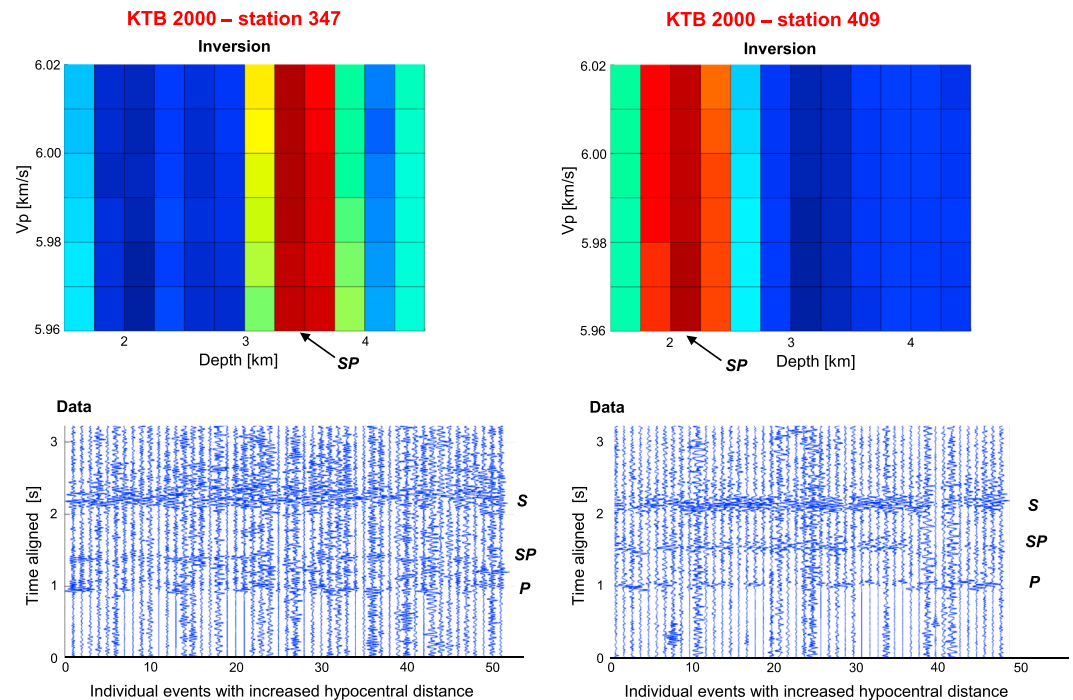 KTB 2000 – station 347
Inversion
6.02
6.00
5.98
5.96
Vp [km/s]
2
3
4
Depth [km]
SP
KTB 2000 – station 409
Inversion
6.02
6.00
5.98
5.96
Vp [km/s]
2
3
4
Depth [km]
SP
Data
3
2
1
0
Time aligned [s]
S
SP
P
0
10
20
30
40
50
Individual events with increased hypocentral distance
Data
3
2
1
0
Time aligned [s]
S
SP
P
0
10
20
30
40
50
Individual events with increased hypocentral distance